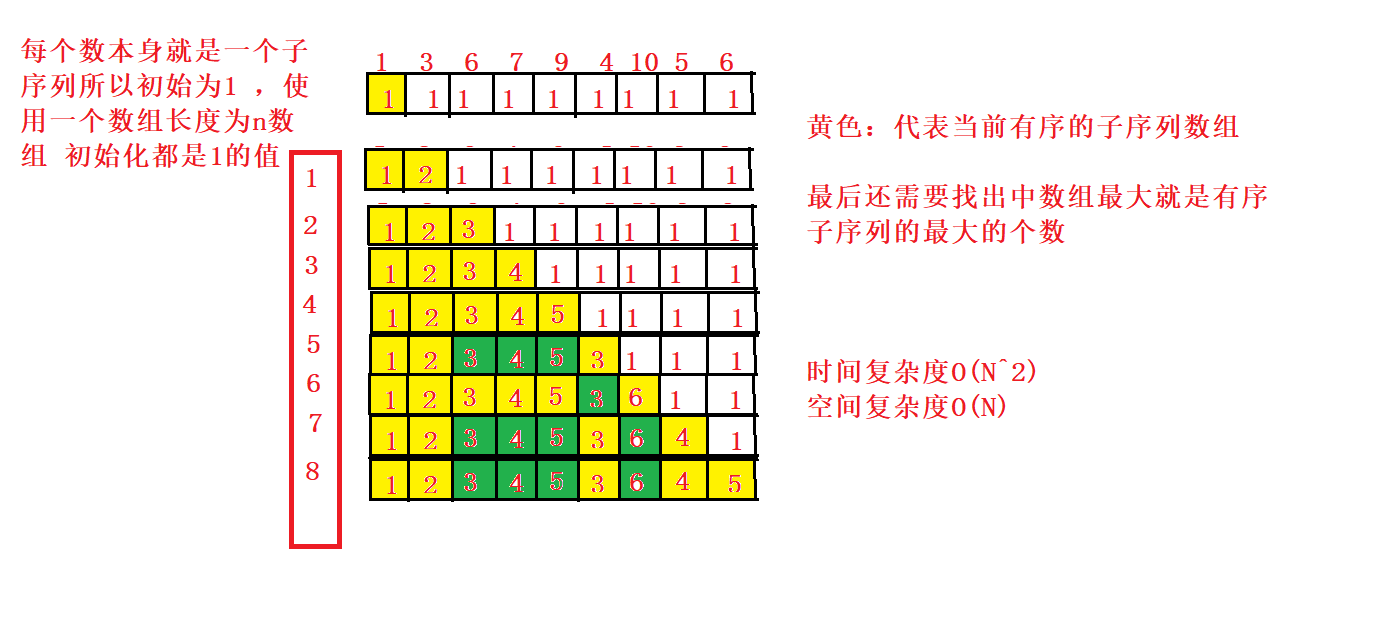 每个数本身就是一个子
序列所以初始为1 ，使
用一个数组长度为n数
组 初始化都是1的值
1 3 6 7 9 4 10 5 6
1 1 1 1 1 1 1 1 1
1 1 2 1 1 1 1 1 1 1
2 1 2 3 1 1 1 1 1 1
3 1 2 3 4 1 1 1 1 1
4 1 2 3 4 5 1 1 1 1
5 1 2 3 4 5 3 1 1 1
6 1 2 3 4 5 3 6 1 1
7 1 2 3 4 5 3 6 4 1
8 1 2 3 4 5 3 6 4 5
黄色：代表当前有序的子序列数组
最后还需要找出中数组最大就是有序
子序列的最大的个数
时间复杂度O(N^2)
空间复杂度O(N)